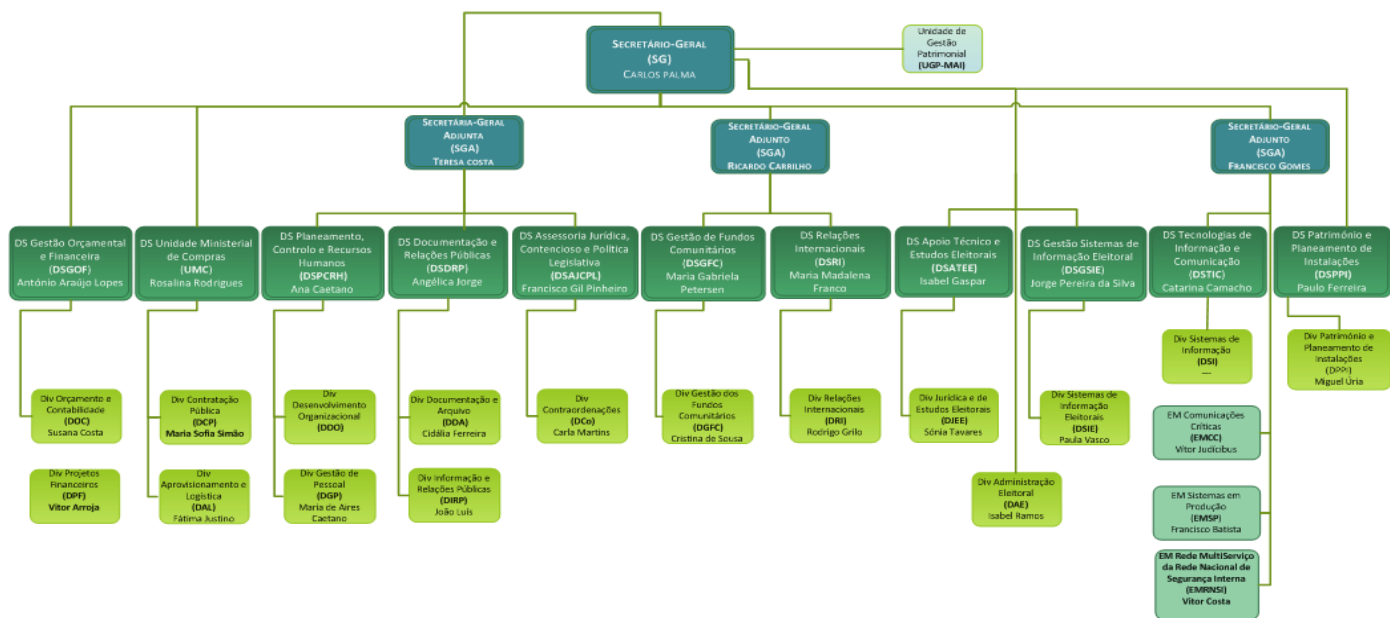 SECRETÁRIO-GERAL
(SG)
CARLOS PALMA
Unidade de
Gestão
Patrimonial
(UGP-MAI)
SECRETÁRIA-GERAL
ADJUNTA
(SGA)
TERESA COSTA
SECRETÁRIO-GERAL
ADJUNTO
(SGA)
RICARDO CARRILHO
SECRETÁRIO-GERAL
ADJUNTO
(SGA)
FRANCISCO GOMES
DS Gestão Orçamental
e Financeira
(DSGOF)
António Araújo Lopes
DS Unidade Ministerial
de Compras
(UMC)
Rosalina Rodrigues
DS Planeamento,
Controlo e Recursos
Humanos
(DSPCRH)
Ana Caetano
DS Documentação e
Relações Públicas
(DSDRP)
Angélica Jorge
DS Assessoria Jurídica,
Contencioso e Política
Legislativa
(DSAJCPL)
Francisco Gil Pinheiro
DS Gestão de Fundos
Comunitários
(DSGFC)
Maria Gabriela
Petersen
DS Relações
Internacionais
(DSRI)
Maria Madalena
Franco
DS Apoio Técnico e
Estudos Eleitorais
(DSATEE)
Isabel Gaspar
DS Gestão Sistemas de
Informação Eleitoral
(DSGSIE)
Jorge Pereira da Silva
DS Tecnologias de
Informação e
Comunicação
(DSTIC)
Catarina Camacho
DS Património e
Planeamento de
Instalações
(DSPPI)
Paulo Ferreira
Div Sistemas de
Informação
(DSI)
----
Div Património e
Planeamento de
Instalações
(DPPI)
Miguel Úria
Div Orçamento e
Contabilidade
(DOC)
Susana Costa
Div Contratação
Pública
(DCP)
Maria Sofia Simão
Div
Desenvolvimento
Organizacional
(DDO)
Div Documentação e
Arquivo
(DDA)
Cidália Ferreira
Div
Contraordenações
(DCo)
Carla Martins
Div Gestão dos
Fundos
Comunitários
(DGFC)
Cristina de Sousa
Div Relações
Internacionais
(DRI)
Rodrigo Grilo
Div Jurídica e de
Estudos Eleitorais
(DJEE)
Sónia Tavares
Div Sistemas de
Informação
Eleitorais
(DSIE)
Paula Vasco
EM Comunicações
Críticas
(EMCC)
Vítor Judícibus
Div Projetos
Financeiros
(DPF)
Vitor Arroja
Div
Aprovisionamento e
Logística
(DAL)
Fátima Justino
Div Gestão de
Pessoal
(DGP)
Maria de Aires
Caetano
Div Informação e
Relações Públicas
(DIRP)
João Luís
Div Administração
Eleitoral
(DAE)
Isabel Ramos
EM Sistemas em
Produção
(EMSP)
Francisco Batista
EM Rede MultiServiço
da Rede Nacional de
Segurança Interna
(EMRNSI)
Vitor Costa